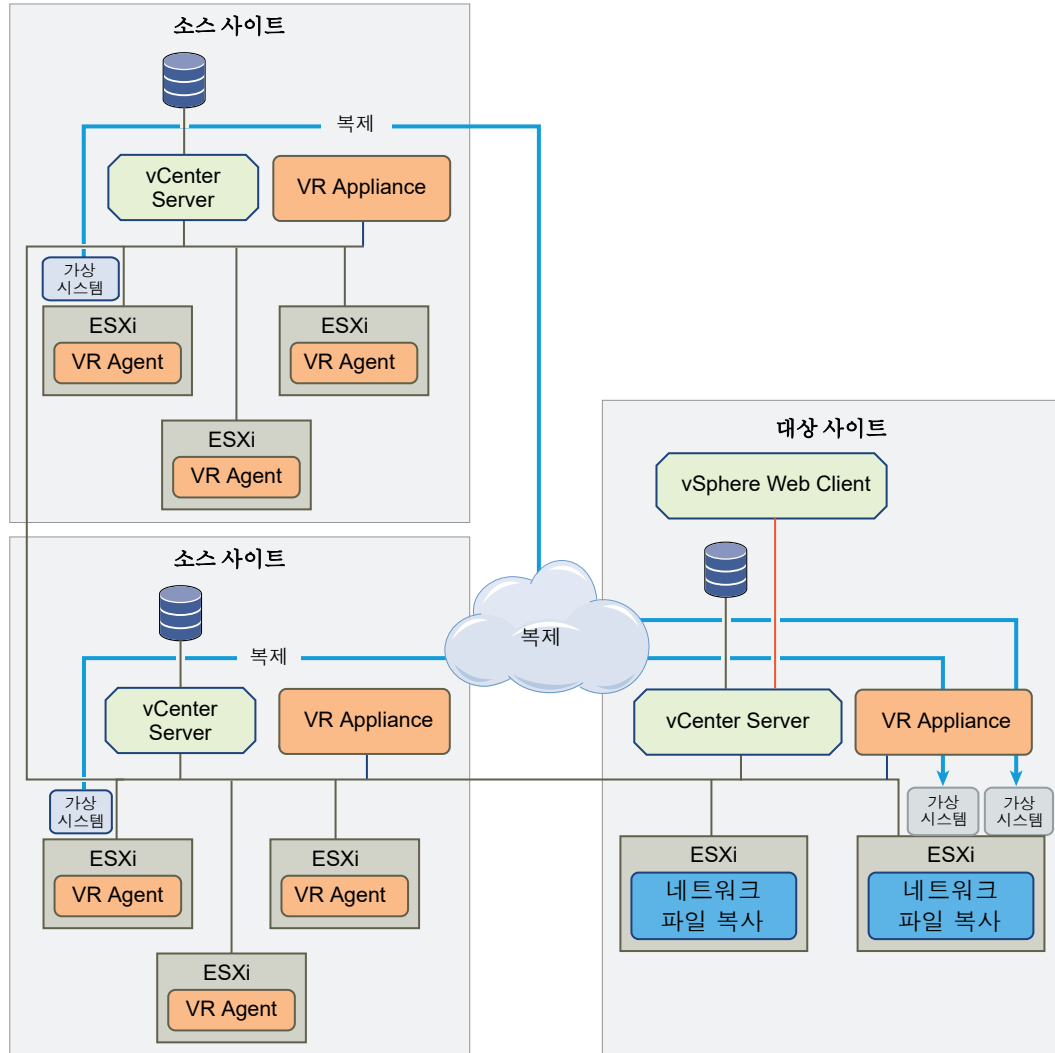 소스 사이트
복제
vCenter
Server
VR Appliance
가상
시스템
ESXi
VR Agent
ESXi
VR Agent
ESXi
VR Agent
소스 사이트
복제
vCenter
Server
VR Appliance
가상
시스템
ESXi
VR Agent
ESXi
VR Agent
ESXi
VR Agent
복제
대상 사이트
vSphere Web Client
vCenter Server
VR Appliance
가상
시스템
가상
시스템
ESXi
네트워크
파일 복사
ESXi
네트워크
파일 복사